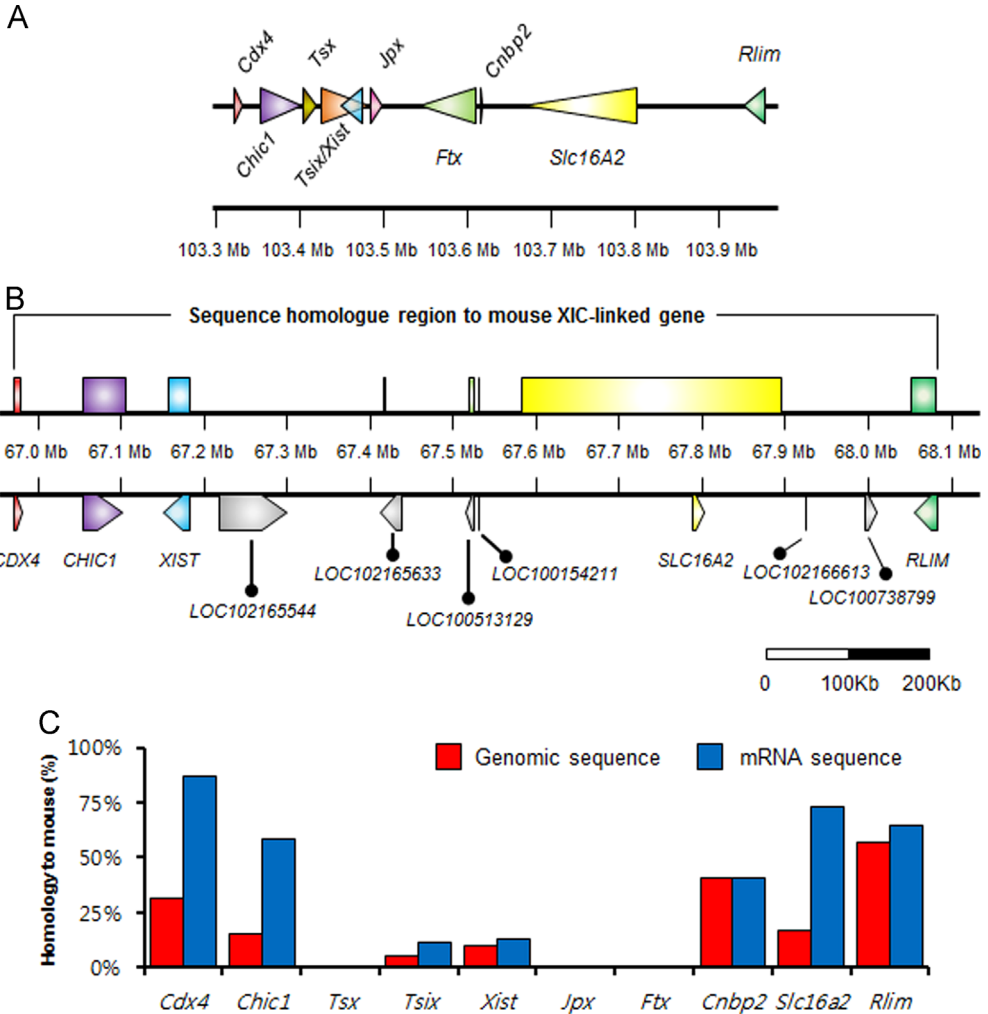 A
Cdx4
Tsx
Jpx
Cnbp2
Rlim
Chic1
Tsix/Xist
Ftx
Slc16A2
103.3 Mb 103.4 Mb 103.5 Mb 103.6 Mb 103.7 Mb 103.8 Mb 103.9 Mb
B
Sequence homologue region to mouse XIC-linked gene
67.0 Mb 67.1 Mb 67.2 Mb 67.3 Mb 67.4 Mb 67.5 Mb 67.6 Mb 67.7 Mb 67.8 Mb 67.9 Mb 68.0 Mb 68.1 Mb
CDX4 CHIC1 XIST SLC16A2 RLIM
LOC102165633 LOC100154211 LOC102166613
LOC102165544 LOC100513129 LOC100738799
0 100Kb 200Kb
C
Homology to mouse (%)
100%
75%
50%
25%
0%
Genomic sequence mRNA sequence
Cdx4 Chic1 Tsx Tsix Xist Jpx Ftx Cnbp2 Slc16a2 Rlim